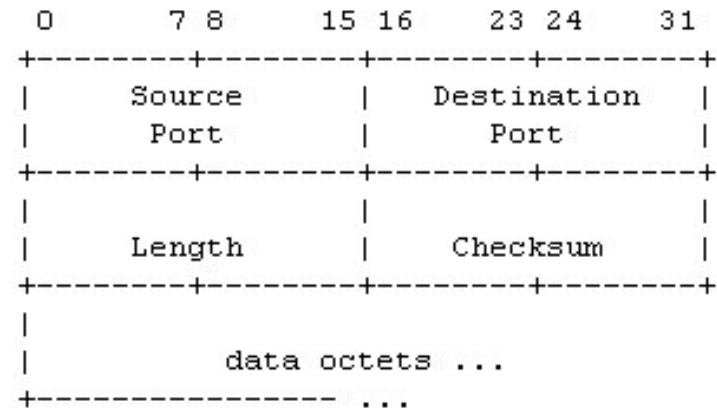 0      7 8     15 16    23 24    31
+--------+--------+--------+--------+
|     Source      |   Destination   |
|      Port       |      Port       |
+--------+--------+--------+--------+
|                 |                 |
|     Length      |    Checksum     |
+--------+--------+--------+--------+
|
|          data octets ...
+---------------- ...